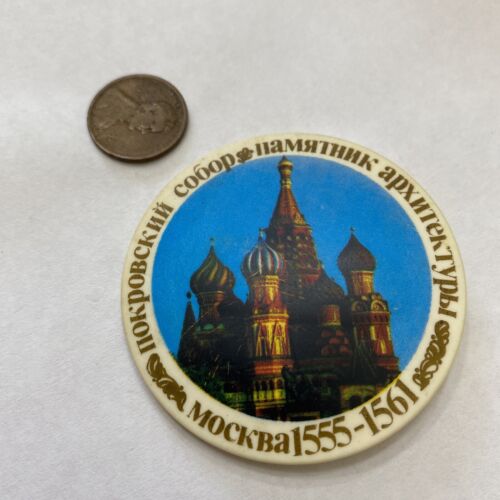 покровский собор памятник архитектуры
москва 1555-1561